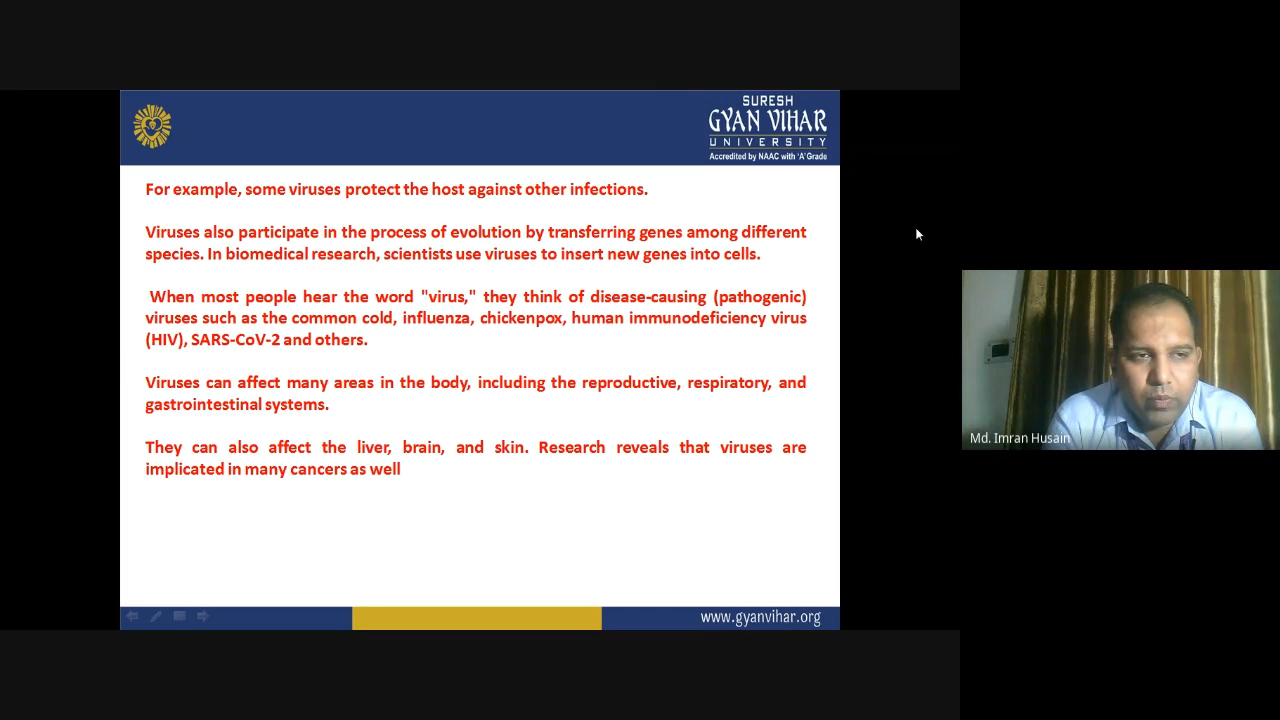 SURESH
GYAN VIHAR
UNIVERSITY
Accredited by NAAC with 'A' Grade
For example, some viruses protect the host against other infections.
Viruses also participate in the process of evolution by transferring genes among different
species. In biomedical research, scientists use viruses to insert new genes into cells.
When most people hear the word "virus," they think of disease-causing (pathogenic)
viruses such as the common cold, influenza, chickenpox, human immunodeficiency virus
(HIV), SARS-CoV-2 and others.
Viruses can affect many areas in the body, including the reproductive, respiratory, and
gastrointestinal systems.
They can also affect the liver, brain, and skin. Research reveals that viruses are
implicated in many cancers as well
www.gyanvihar.org
Md. Imran Husain